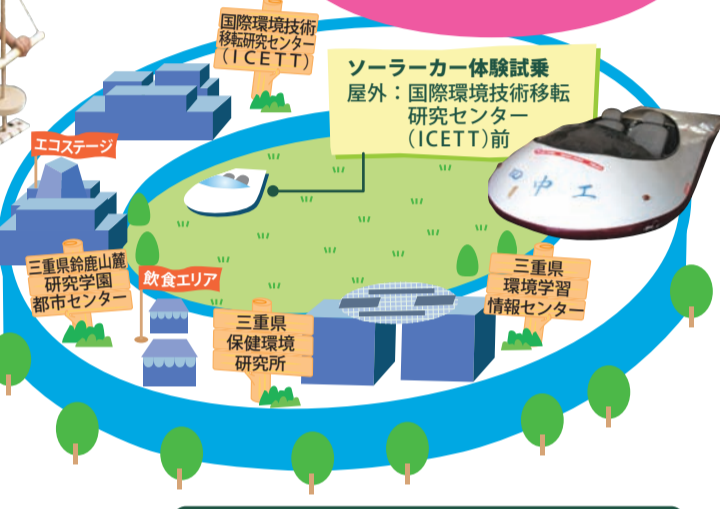 国際環境技術
移転研究センター
(ICETT)
ソーラーカー体験試乗
屋外:国際環境技術移転
研究センター
(ICETT)前
エコステージ
中工
三重県鈴鹿山麓
研究学園
都市センター
飲食エリア
三重県
保健環境
研究所
三重県
環境学習
情報センター